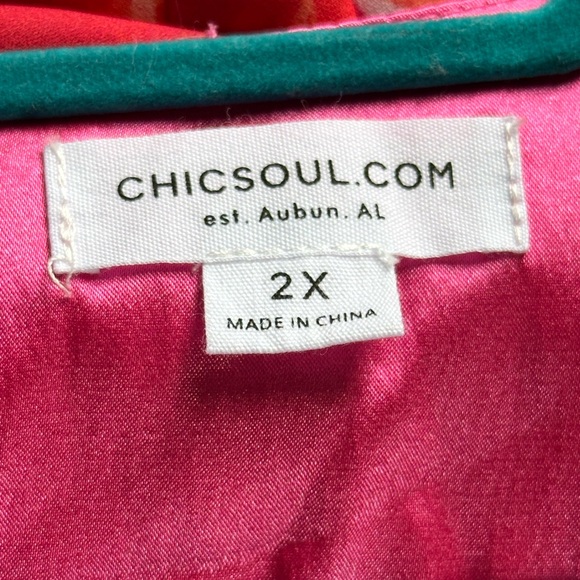 CHICSOUL.COM
est. Aubun. AL
2X
MADE IN CHINA